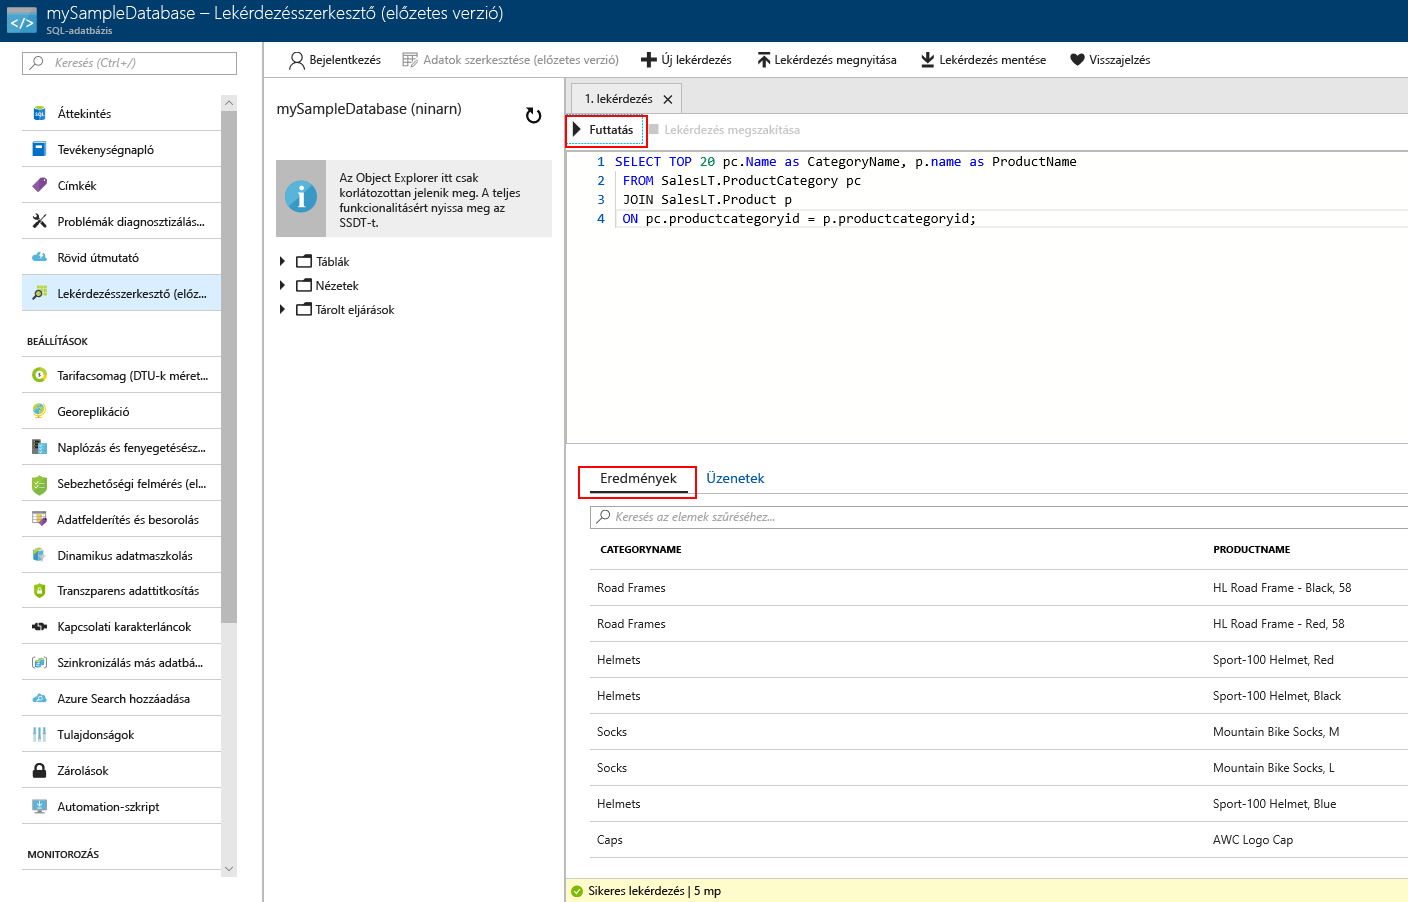 mySampleDatabase – Lekérdezésszerkesztő (előzetes verzió)
SQL-adatbázis
Keresés (Ctrl+/)
Áttekintés
Tevékenységnapló
Címkék
Problémák diagnosztizálás...
Rövid útmutató
Lekérdezésszerkesztő (előz...
BEÁLLÍTÁSOK
Tarifacsomag (DTU-k méret...
Georeplikáció
Naplózás és fenyegetésész...
Sebezhetőségi felmérés (el...
Adatfelderítés és besorolás
Dinamikus adatmaszkolás
Transzparens adattitkosítás
Kapcsolati karakterláncok
Szinkronizálás más adatbá...
Azure Search hozzáadása
Tulajdonságok
Zárolások
Automation-szkript
MONITOROZÁS
Bejelentkezés
Adatok szerkesztése (előzetes verzió)
Új lekérdezés
Lekérdezés megnyitása
Lekérdezés mentése
Visszajelzés
mySampleDatabase (ninarn)
Az Object Explorer itt csak
korlátozottan jelenik meg. A teljes
funkcionalitásért nyissa meg az
SSDT-t.
Táblák
Nézetek
Tárolt eljárások
1. lekérdezés
Futtatás
Lekérdezés megszakítása
1 SELECT TOP 20 pc.Name as CategoryName, p.name as ProductName
2 FROM SalesLT.ProductCategory pc
3 JOIN SalesLT.Product p
4 ON pc.productcategoryid = p.productcategoryid;
Eredmények
Üzenetek
Keresés az elemek szűréséhez...
CATEGORYNAME PRODUCTNAME
Road Frames HL Road Frame - Black, 58
Road Frames HL Road Frame - Red, 58
Helmets Sport-100 Helmet, Red
Helmets Sport-100 Helmet, Black
Socks Mountain Bike Socks, M
Socks Mountain Bike Socks, L
Helmets Sport-100 Helmet, Blue
Caps AWC Logo Cap
Sikeres lekérdezés | 5 mp